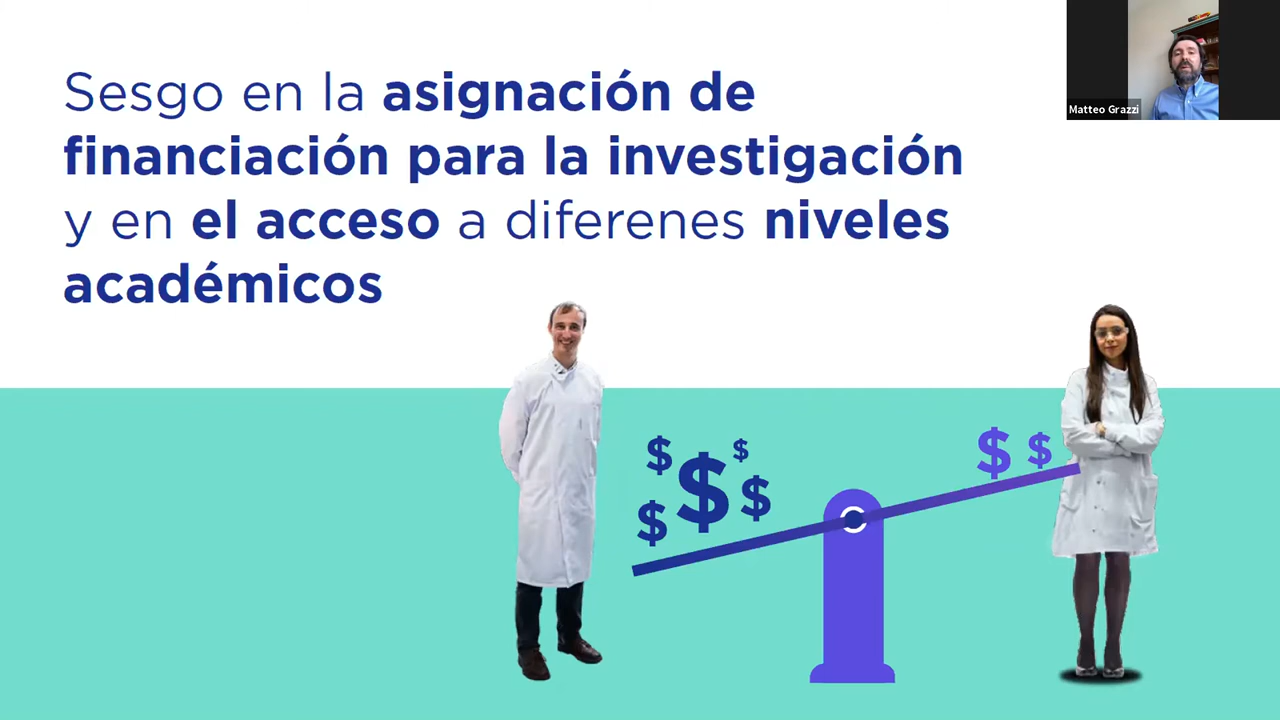 Sesgo en la asignación de
financiación para la investigación
y en el acceso a diferenes niveles
académicos
Matteo Grazzi
$ $ $ $ $
$ $